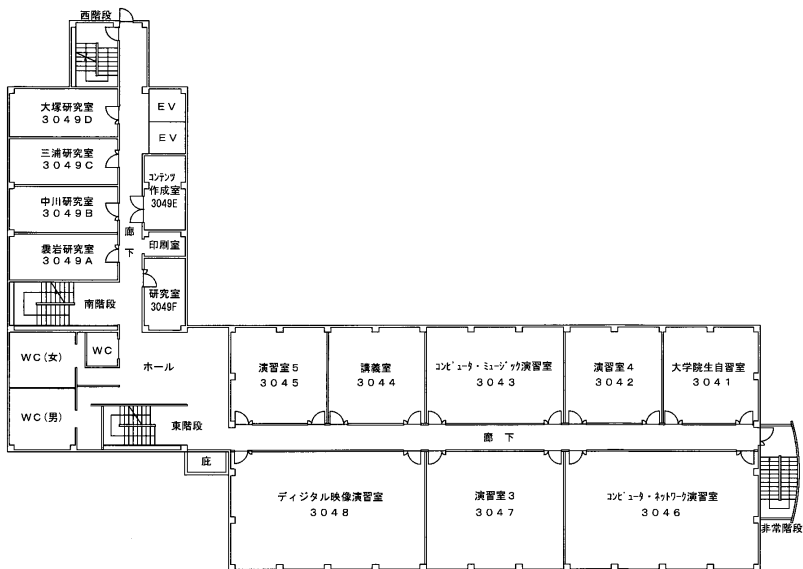 西階段
大塚研究室
3049D
EV
EV
三浦研究室
3049C
コンテンツ
作成室
3049E
中川研究室
3049B
廊
下
印刷室
3049A
研究室
3049F
南階段
WC(女)
WC
ホール
WC(男)
東階段
庇
演習室5
3045
講義室
3044
コンピュータ・ミュージック演習室
3043
演習室4
3042
大学院生自習室
3041
廊下
ディジタル映像演習室
3048
演習室3
3047
コンピュータ・ネットワーク演習室
3046
非常階段